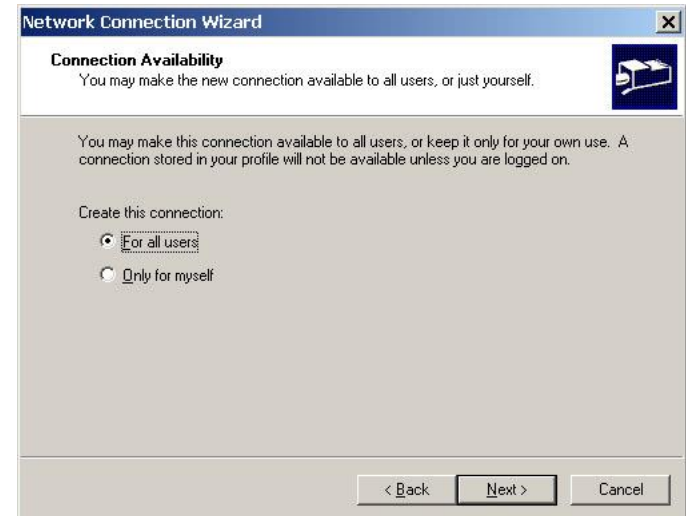 Network Connection Wizard
Connection Availability
You may make the new connection available to all users, or just yourself.
You may make this connection available to all users, or keep it only for your own use. A
connection stored in your profile will not be available unless you are logged on.
Create this connection:
For all users
Only for myself
< Back Next > Cancel